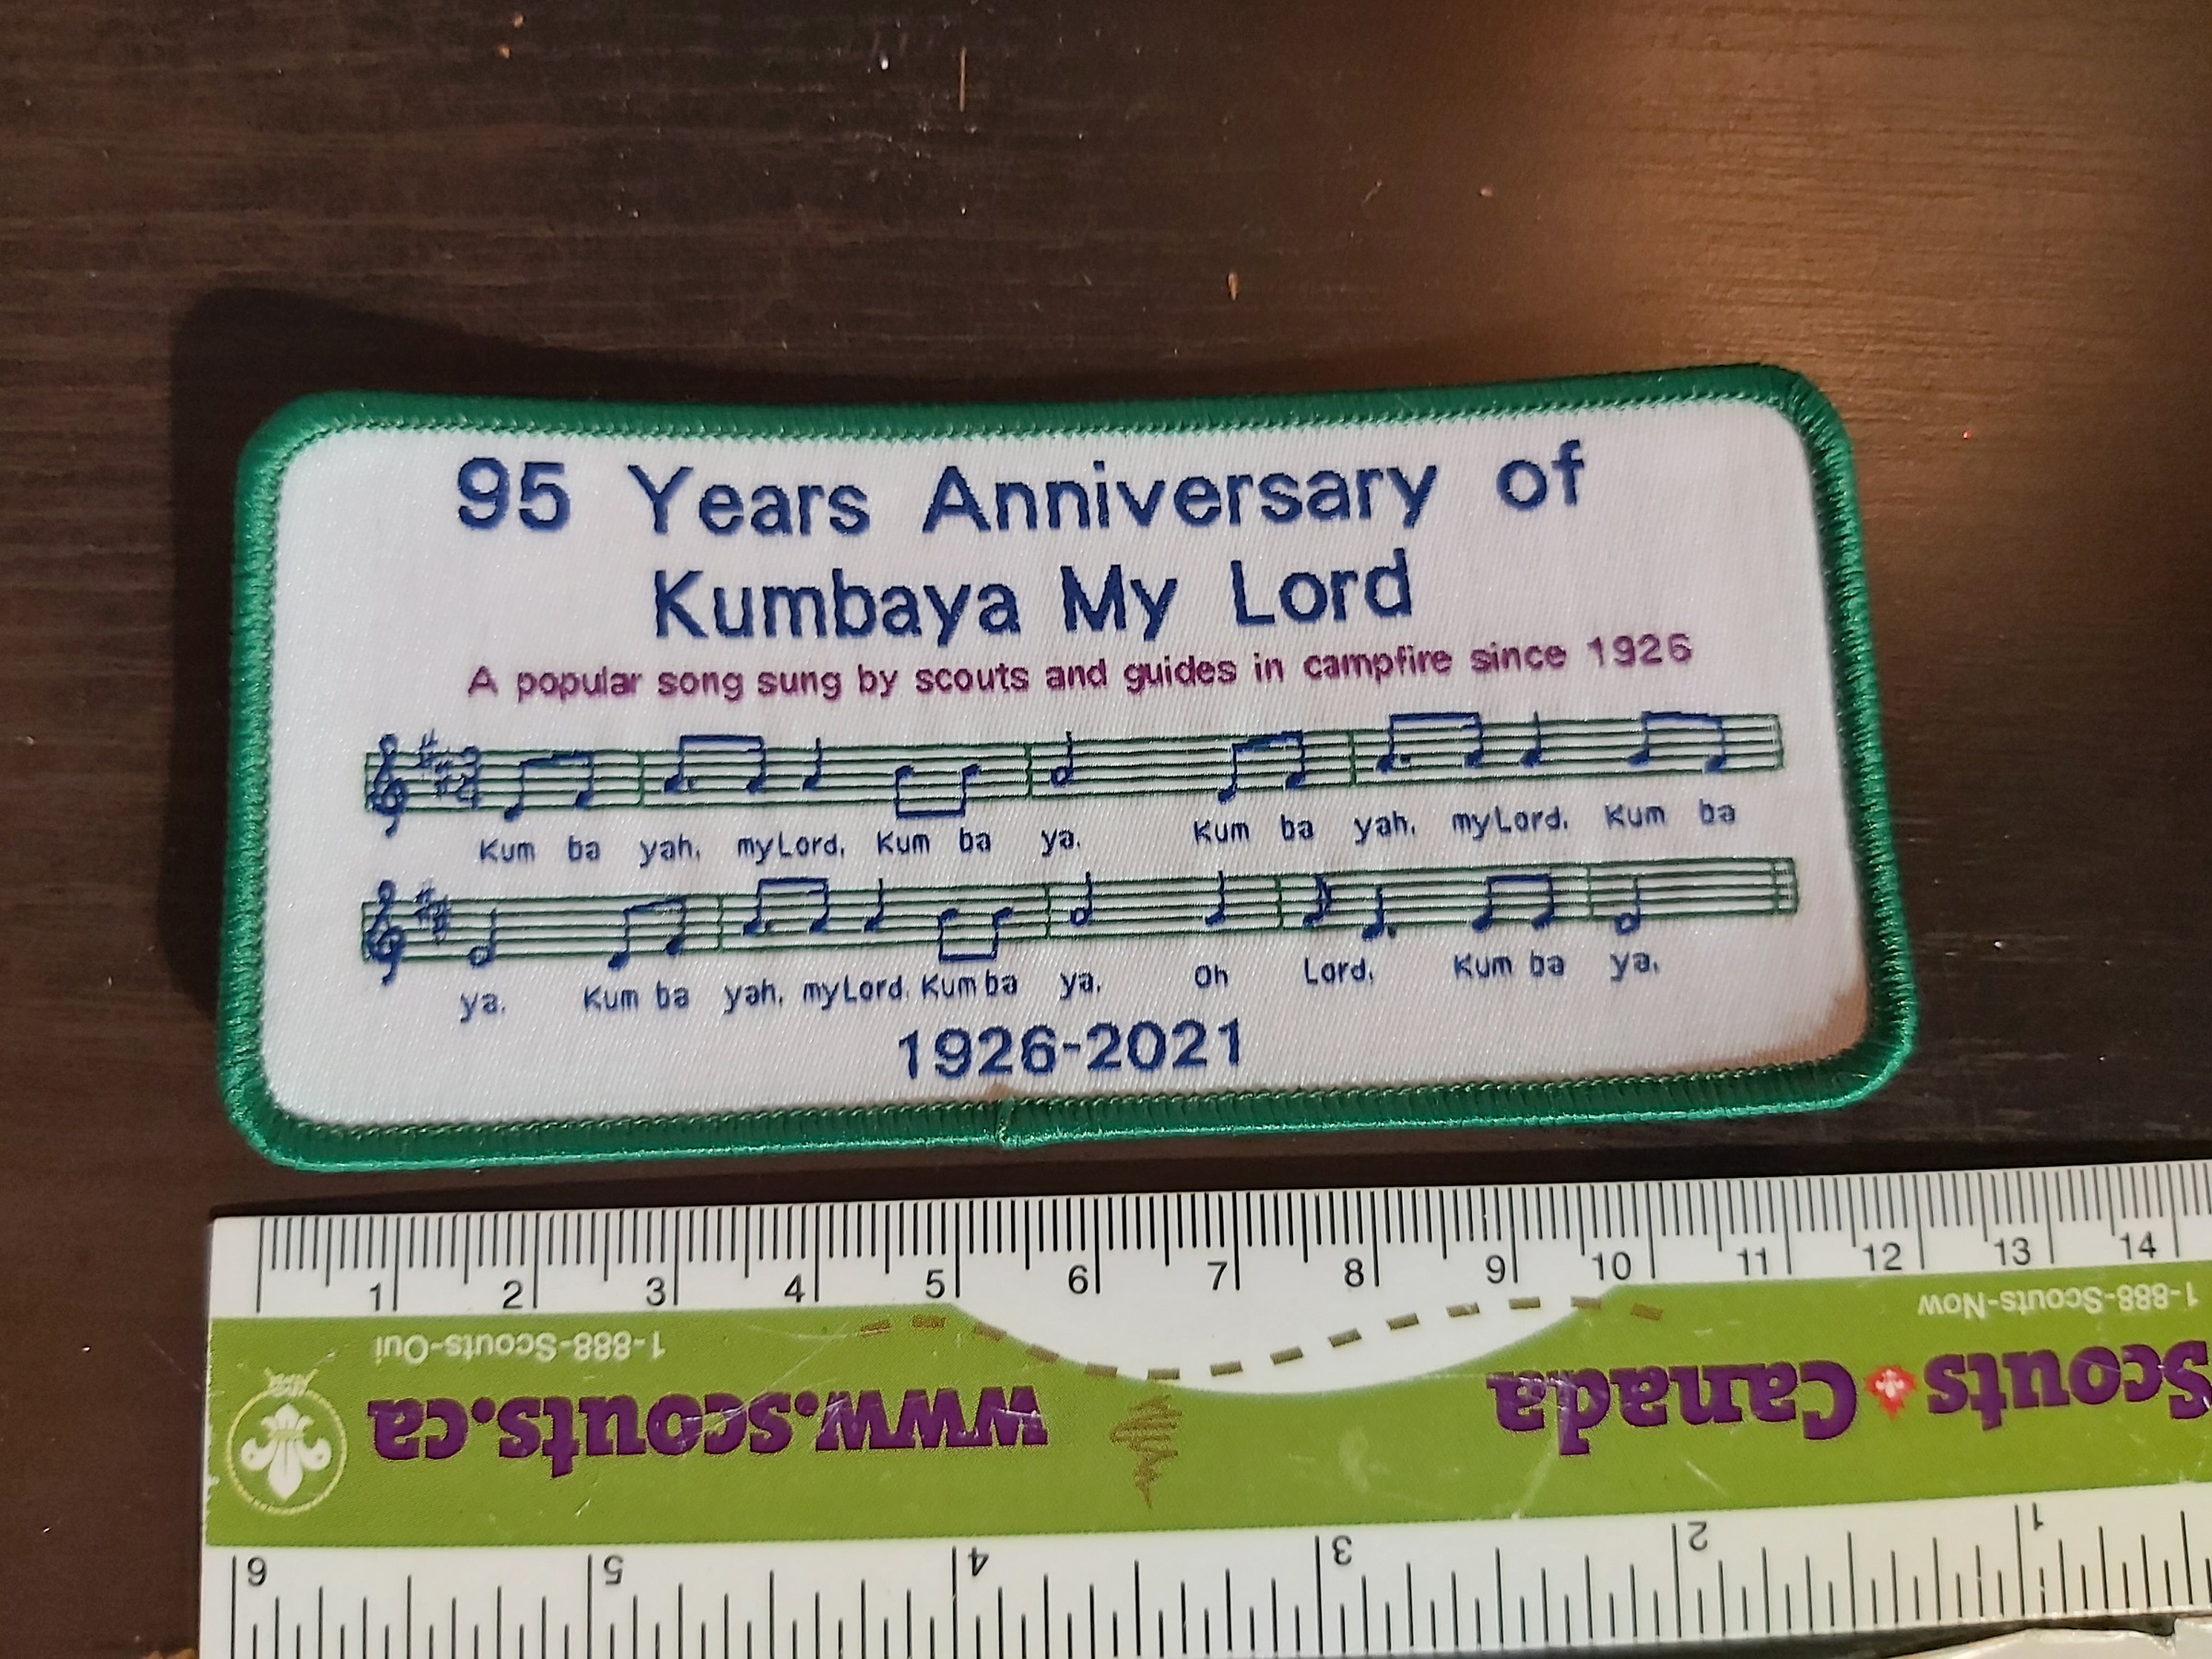 95 Years Anniversary of
Kumbaya My Lord
A popular song sung by scouts and guides in campfire since 1926
Kum ba yah, my Lord, Kum ba ya. Kum ba yah, my Lord, Kum ba
ya. Kum ba yah, my Lord, Kum ba ya, Oh Lord, Kum ba ya.
1926-2021
1 2 3 4 5 6 7 8 9 10 11 12 13 14
1-888-Scouts-Oui 1-888-Scouts-Now
www.scouts.ca Scouts Canada
6 5 4 3 2 1